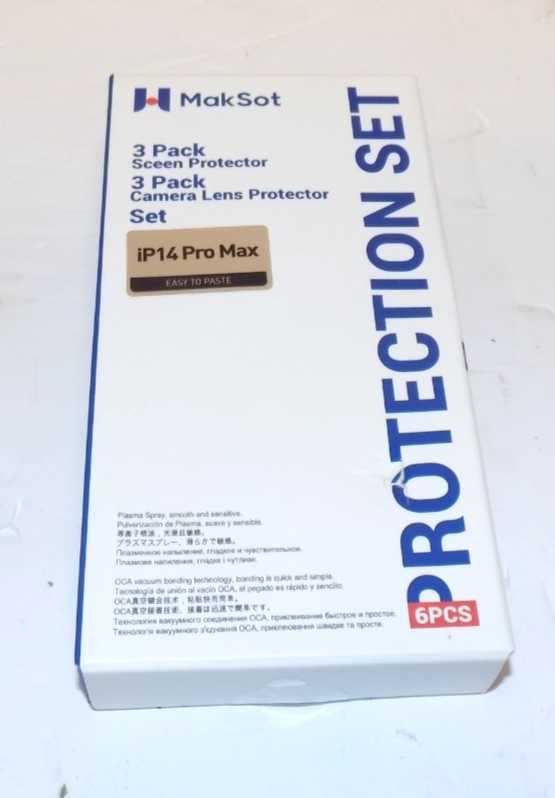 MakSot
3 Pack
Sceen Protector
3 Pack
Camera Lens Protector
Set
iP14 Pro Max
EASY TO PASTE
PROTECTION SET
6PCS
Plasma Spray, smooth and sensitive.
Pulverización de Plasma, suave y sensible.
等离子喷油，光滑且敏感。
プラズマスプレー、滑らかで敏感。
Плазменное напыление, гладкое и чувствительное.
Плазмове напилення, гладке і чутливе.
OCA vacuum bonding technology, bonding is quick and simple.
Tecnología de unión al vacío OCA, el pegado es rápido y sencillo.
OCA真空键合技术，粘贴快而简单。
OCA真空接着技術、接着は迅速で簡単です。
Технология вакуумного соединения OCA, приклеивание быстрое и простое.
Технологія вакуумного з'єднання OCA, приклеювання швидке та просте.